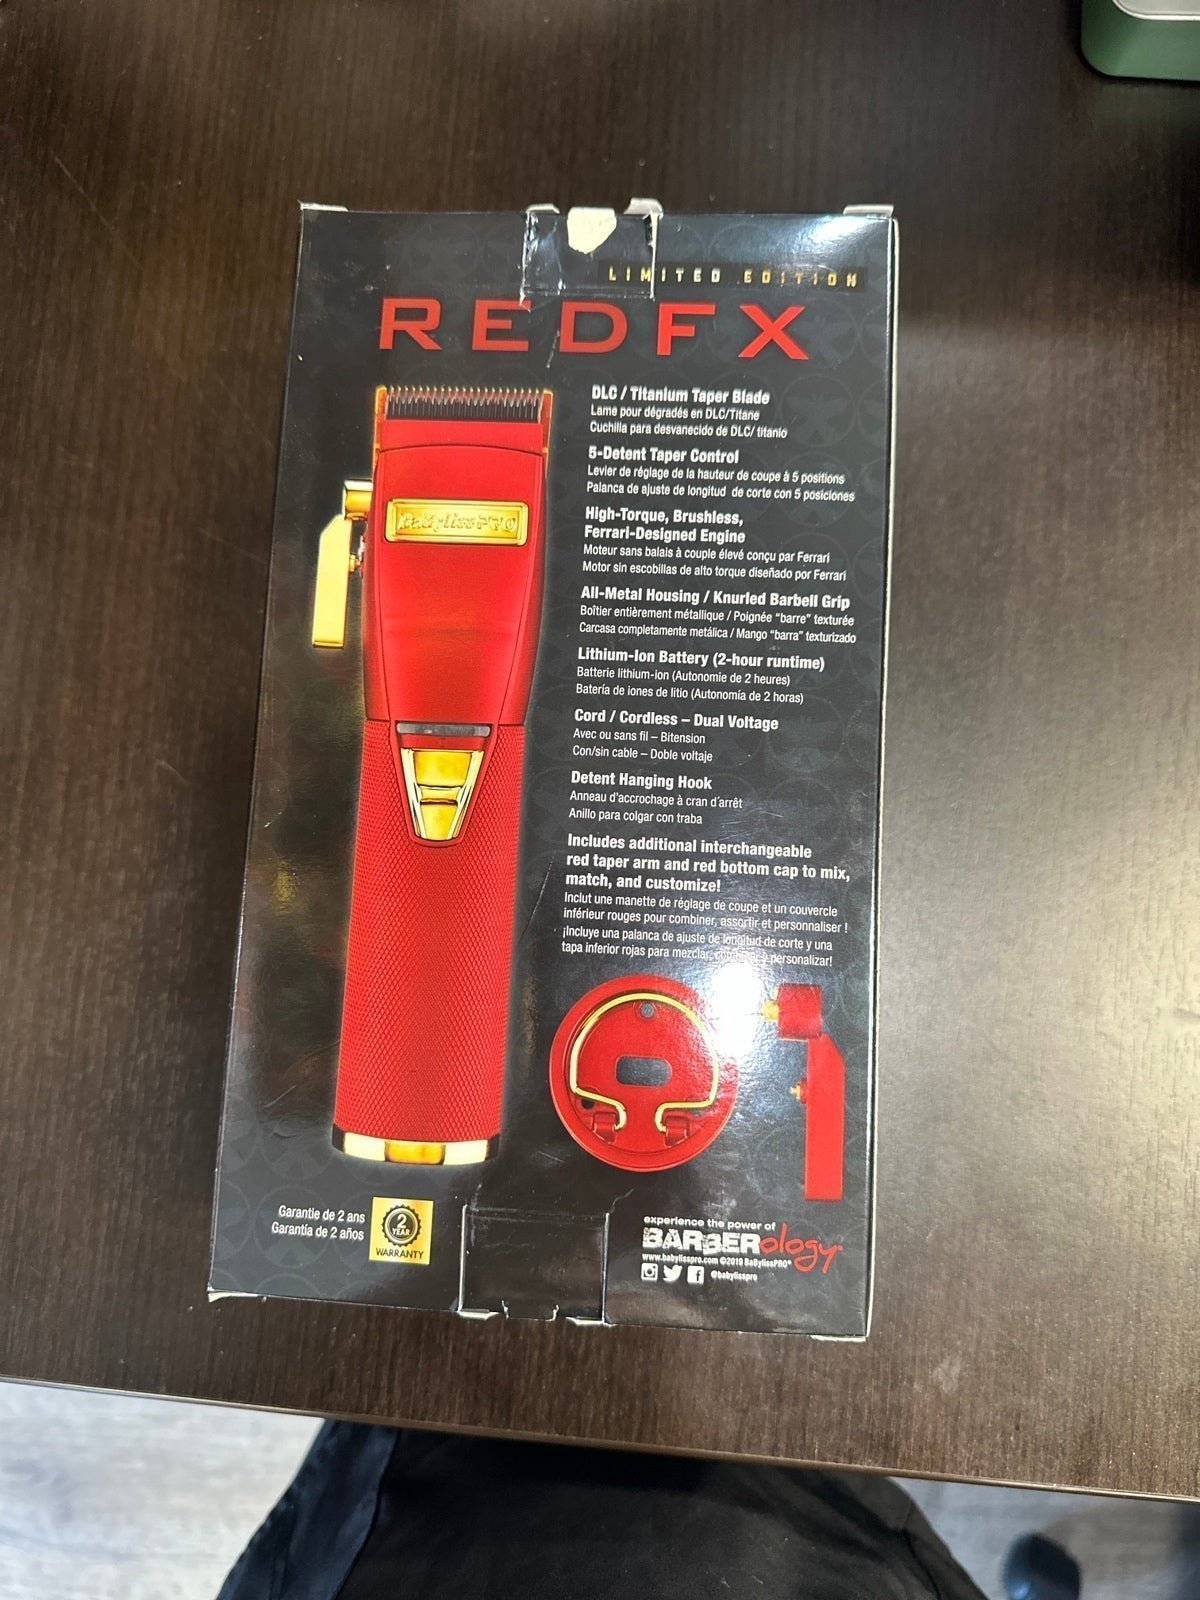 LIMITED EDITION
REDFX
BaBylissPRO
DLC / Titanium Taper Blade
Lame pour dégradés en DLC/Titane
Cuchilla para desvanecido de DLC/ titanio
5-Detent Taper Control
Levier de réglage de la hauteur de coupe à 5 positions
Palanca de ajuste de longitud de corte con 5 posiciones
High-Torque, Brushless,
Ferrari-Designed Engine
Moteur sans balais à couple élevé conçu par Ferrari
Motor sin escobillas de alto torque diseñado por Ferrari
All-Metal Housing / Knurled Barbell Grip
Boîtier entièrement métallique / Poignée "barre" texturée
Carcasa completamente metálica / Mango "barra" texturizado
Lithium-Ion Battery (2-hour runtime)
Batterie lithium-ion (Autonomie de 2 heures)
Batería de iones de litio (Autonomía de 2 horas)
Cord / Cordless – Dual Voltage
Avec ou sans fil – Bitension
Con/sin cable – Doble voltaje
Detent Hanging Hook
Anneau d'accrochage à cran d'arrêt
Anillo para colgar con traba
Includes additional interchangeable
red taper arm and red bottom cap to mix,
match, and customize!
Inclut une manette de réglage de coupe et un couvercle
inférieur rouges pour combiner, assortir et personnaliser !
¡Incluye una palanca de ajuste de longitud de corte y una
tapa inferior rojas para mezclar, y personalizar!
Garantie de 2 ans
Garantía de 2 años
2
YEAR
WARRANTY
experience the power of
BARBERology
www.babylisspro.com ©2019 BaBylissPRO®
@babylisspro